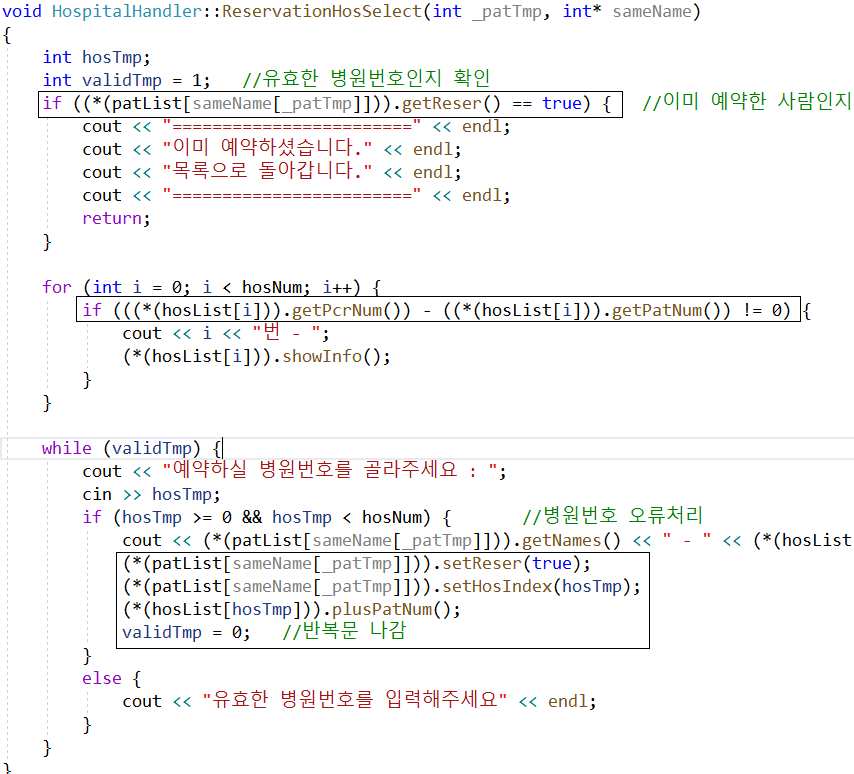 void HospitalHandler::ReservationHosSelect(int _patTmp, int* sameName)
{
    int hosTmp;
    int validTmp = 1;   //유효한 병원번호인지 확인
    if ((*(patList[sameName[_patTmp]])).getReser() == true) {   //이미 예약한 사람인지
        cout << "========================" << endl;
        cout << "이미 예약하셨습니다." << endl;
        cout << "목록으로 돌아갑니다." << endl;
        cout << "========================" << endl;
        return;
    }
    for (int i = 0; i < hosNum; i++) {
        if (((*(hosList[i])).getPcrNum()) - ((*(hosList[i])).getPatNum()) != 0) {
            cout << i << "번 - ";
            (*(hosList[i])).showInfo();
        }
    }
    while (validTmp) {
        cout << "예약하실 병원번호를 골라주세요 : ";
        cin >> hosTmp;
        if (hosTmp >= 0 && hosTmp < hosNum) {       //병원번호 오류처리
            cout << (*(patList[sameName[_patTmp]])).getNames() << " - " << (*(hosList
            (*(patList[sameName[_patTmp]])).setReser(true);
            (*(patList[sameName[_patTmp]])).setHosIndex(hosTmp);
            (*(hosList[hosTmp])).plusPatNum();
            validTmp = 0;   //반복문 나감
        }
        else {
            cout << "유효한 병원번호를 입력해주세요" << endl;
        }
    }
}